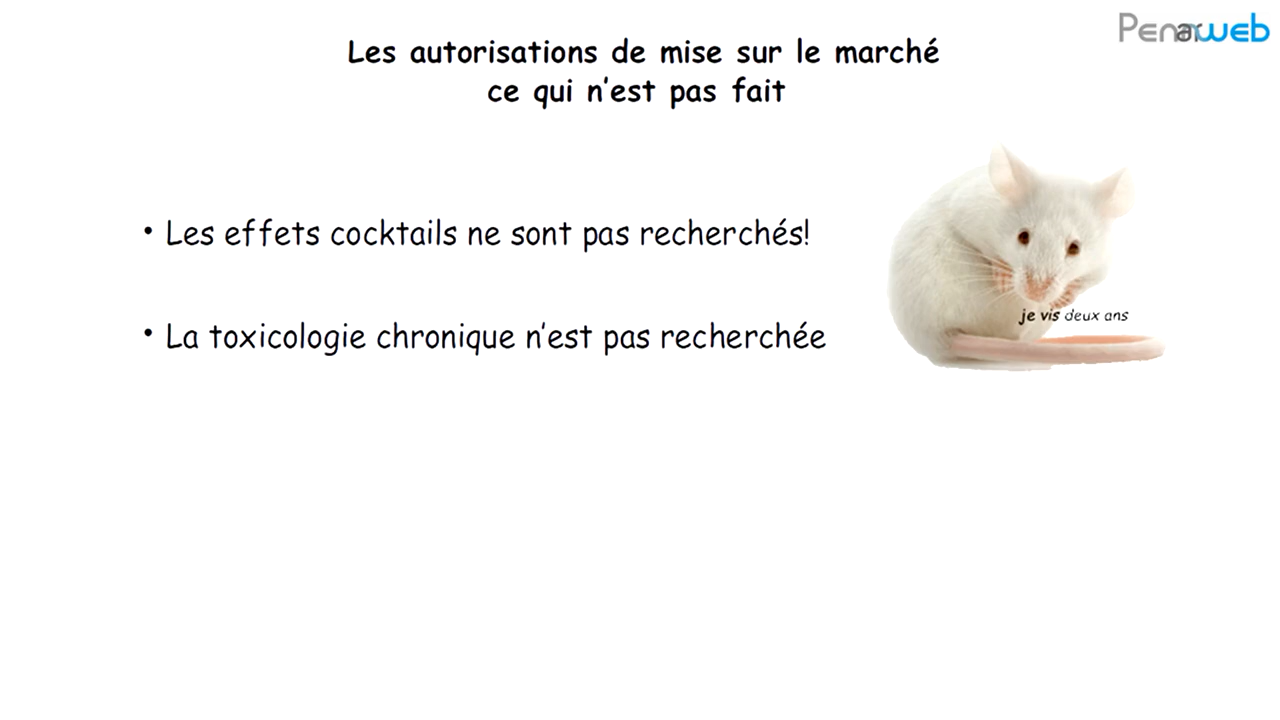 Penarweb
Les autorisations de mise sur le marché
ce qui n'est pas fait
• Les effets cocktails ne sont pas recherchés!
• La toxicologie chronique n'est pas recherchée
je vis deux ans